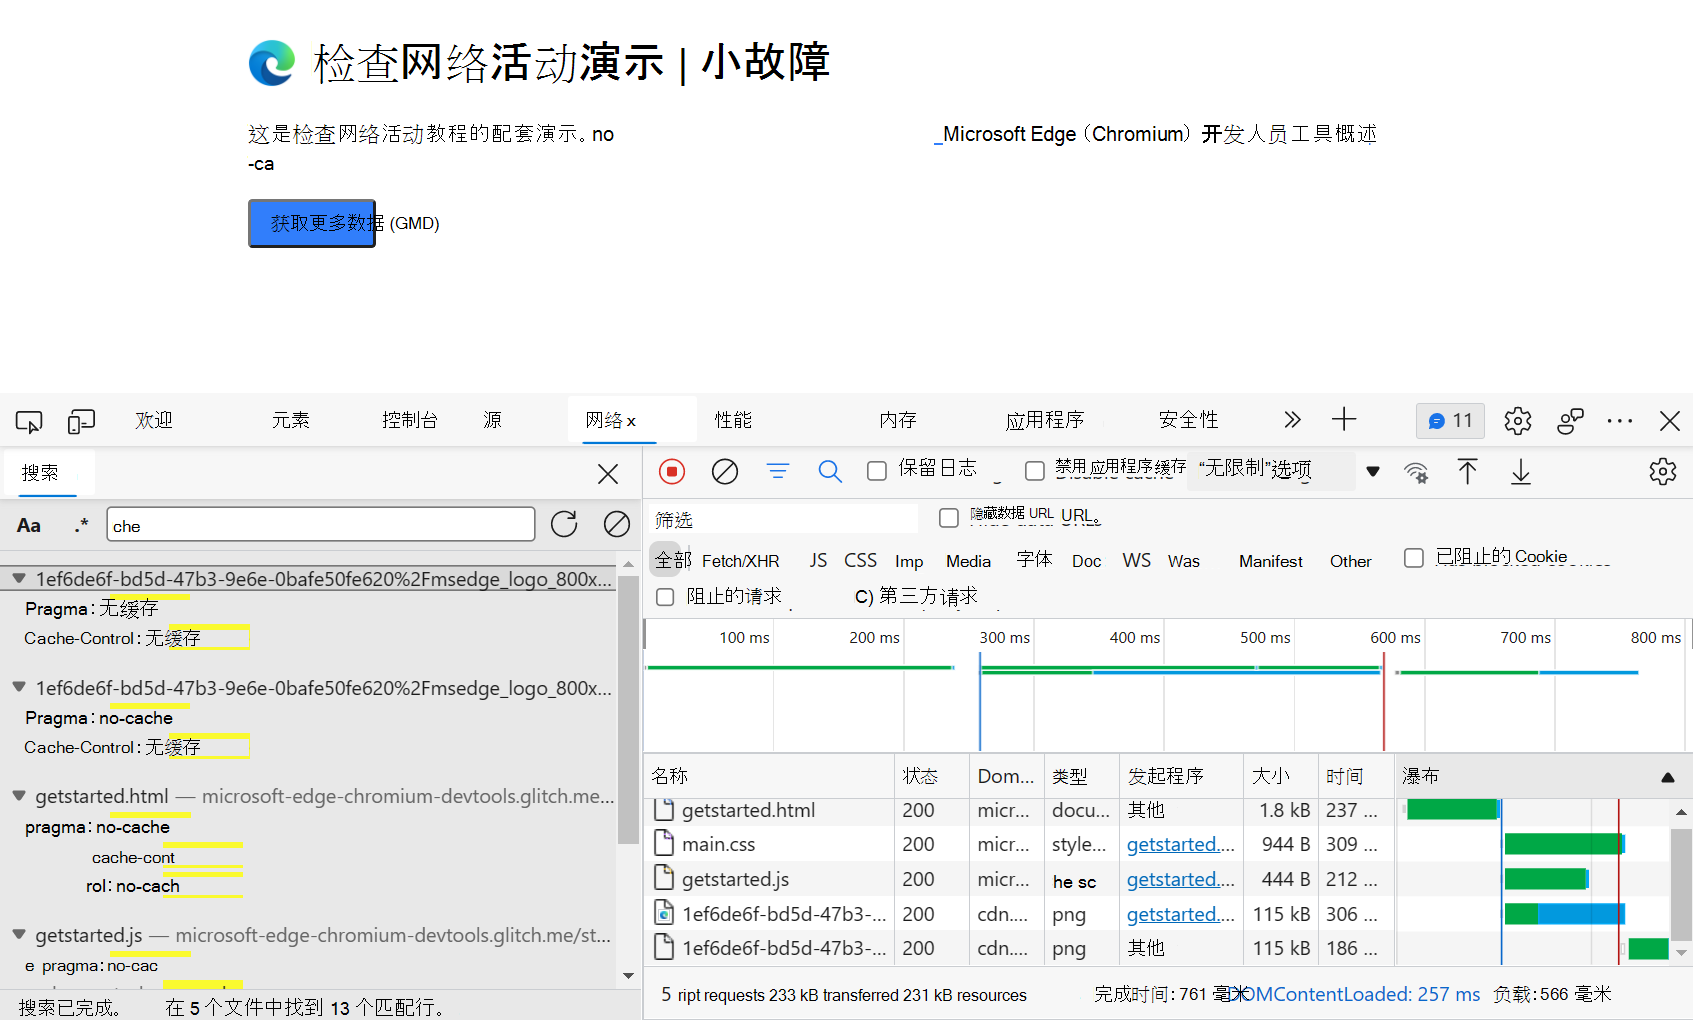 检查网络活动演示 | 小故障
这是检查网络活动教程的配套演示。no
-ca
_Microsoft Edge (Chromium) 开发人员工具概述
获取更多数据 (GMD)
欢迎 元素 控制台 源 网络 x 性能 内存 应用程序 安全性 11
搜索
保留日志 禁用应用程序缓存 “无限制”选项
Aa .* che
筛选 隐藏数据 URL URL。
全部 Fetch/XHR JS CSS Imp Media 字体 Doc WS Was Manifest Other 已阻止的 Cookie
阻止的请求 C) 第三方请求
1ef6de6f-bd5d-47b3-9e6e-0bafe50fe620%2Fmsedge_logo_800x...
Pragma: 无缓存
Cache-Control: 无缓存
1ef6de6f-bd5d-47b3-9e6e-0bafe50fe620%2Fmsedge_logo_800x...
Pragma: no-cache
Cache-Control: 无缓存
getstarted.html — microsoft-edge-chromium-devtools.glitch.me...
pragma: no-cache
cache-cont
rol: no-cach
getstarted.js — microsoft-edge-chromium-devtools.glitch.me/st...
e pragma: no-cac
搜索已完成。 在 5 个文件中找到 13 个匹配行。
100 ms 200 ms 300 ms 400 ms 500 ms 600 ms 700 ms 800 ms
名称 状态 Dom... 类型 发起程序 大小 时间 瀑布
getstarted.html 200 micr... docu... 其他 1.8 kB 237 ...
main.css 200 micr... style... getstarted.... 944 B 309 ...
getstarted.js 200 micr... he sc getstarted.... 444 B 212 ...
1ef6de6f-bd5d-47b3-... 200 cdn.... png getstarted.... 115 kB 306 ...
1ef6de6f-bd5d-47b3-... 200 cdn.... png 其他 115 kB 186 ...
5 ript requests 233 kB transferred 231 kB resources 完成时间: 761 毫米 DOMContentLoaded: 257 ms 负载: 566 毫米